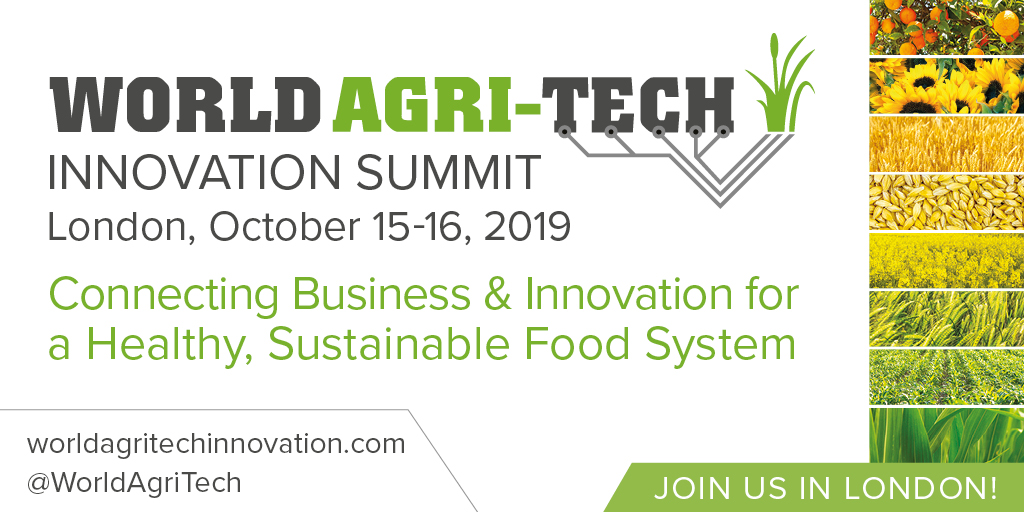 WORLD AGRI-TECH
INNOVATION SUMMIT
London, October 15-16, 2019
Connecting Business & Innovation for
a Healthy, Sustainable Food System
worldagritechinnovation.com
@WorldAgriTech
JOIN US IN LONDON!